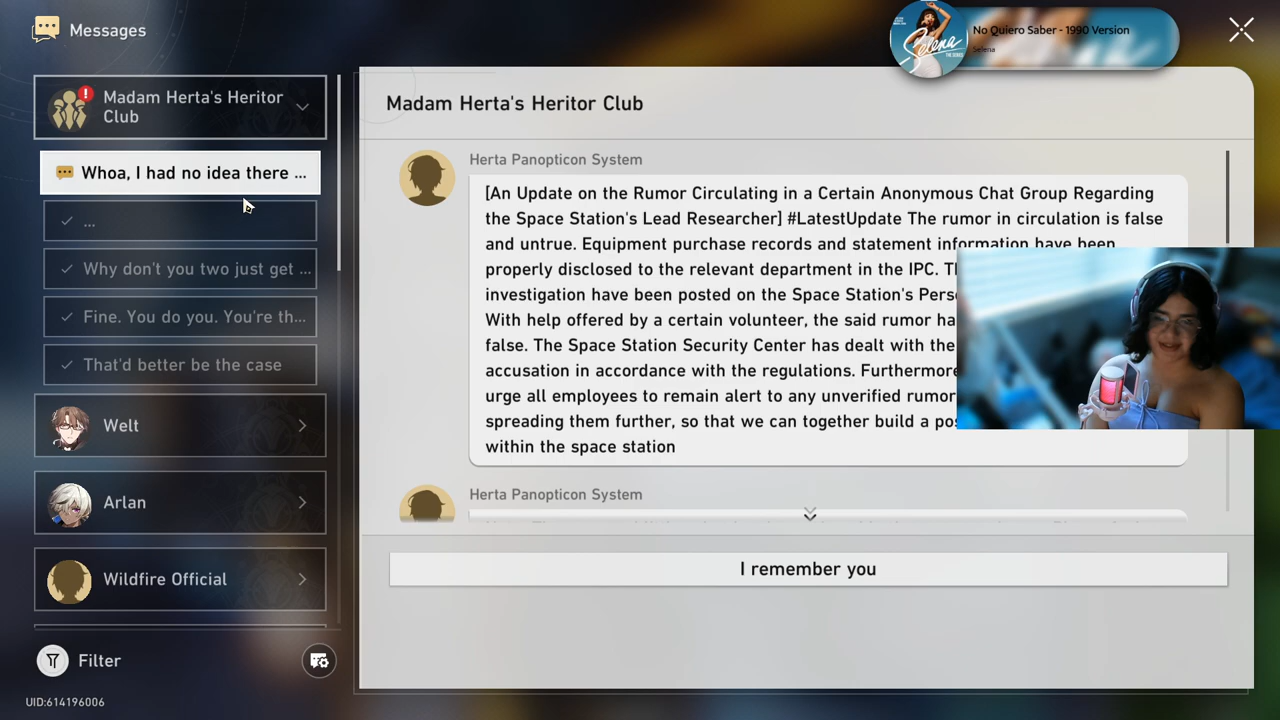 Messages
No Quiero Saber - 1990 Version
Selena
Selena
THE SERIES
Madam Herta's Heritor
Club
Madam Herta's Heritor Club
Whoa, I had no idea there ...
...
Why don't you two just get ...
Fine. You do you. You're th...
That'd better be the case
Welt
Arlan
Wildfire Official
Filter
UID:614196006
Herta Panopticon System
[An Update on the Rumor Circulating in a Certain Anonymous Chat Group Regarding
the Space Station's Lead Researcher] #LatestUpdate The rumor in circulation is false
and untrue. Equipment purchase records and statement information have been
properly disclosed to the relevant department in the IPC.
investigation have been posted on the Space Station's
With help offered by a certain volunteer, the said rumor
false. The Space Station Security Center has dealt with the
accusation in accordance with the regulations. Furthermore
urge all employees to remain alert to any unverified rumor
spreading them further, so that we can together build a
within the space station
Herta Panopticon System
I remember you